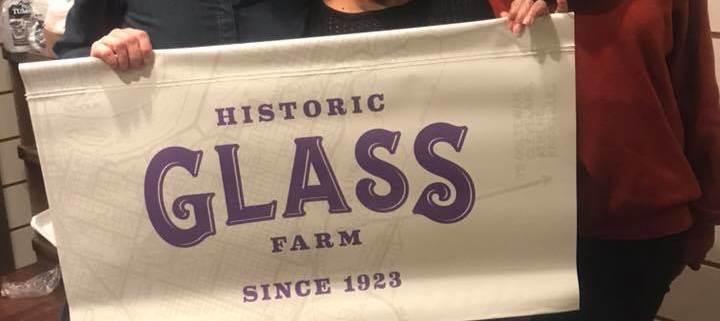 HISTORIC
GLASS
FARM
SINCE 1923